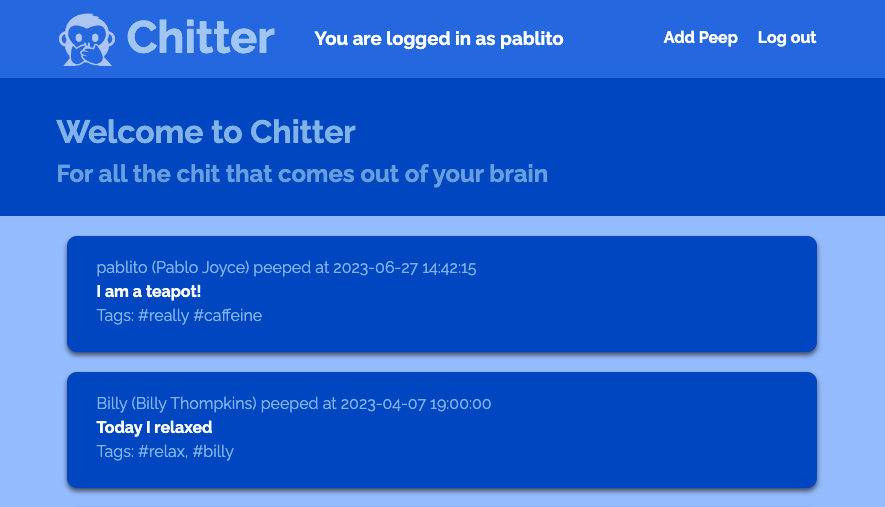 Chitter
You are logged in as pablito
Add Peep
Log out
Welcome to Chitter
For all the chit that comes out of your brain
pablito (Pablo Joyce) peeped at 2023-06-27 14:42:15
I am a teapot!
Tags: #really #caffeine
Billy (Billy Thompkins) peeped at 2023-04-07 19:00:00
Today I relaxed
Tags: #relax, #billy